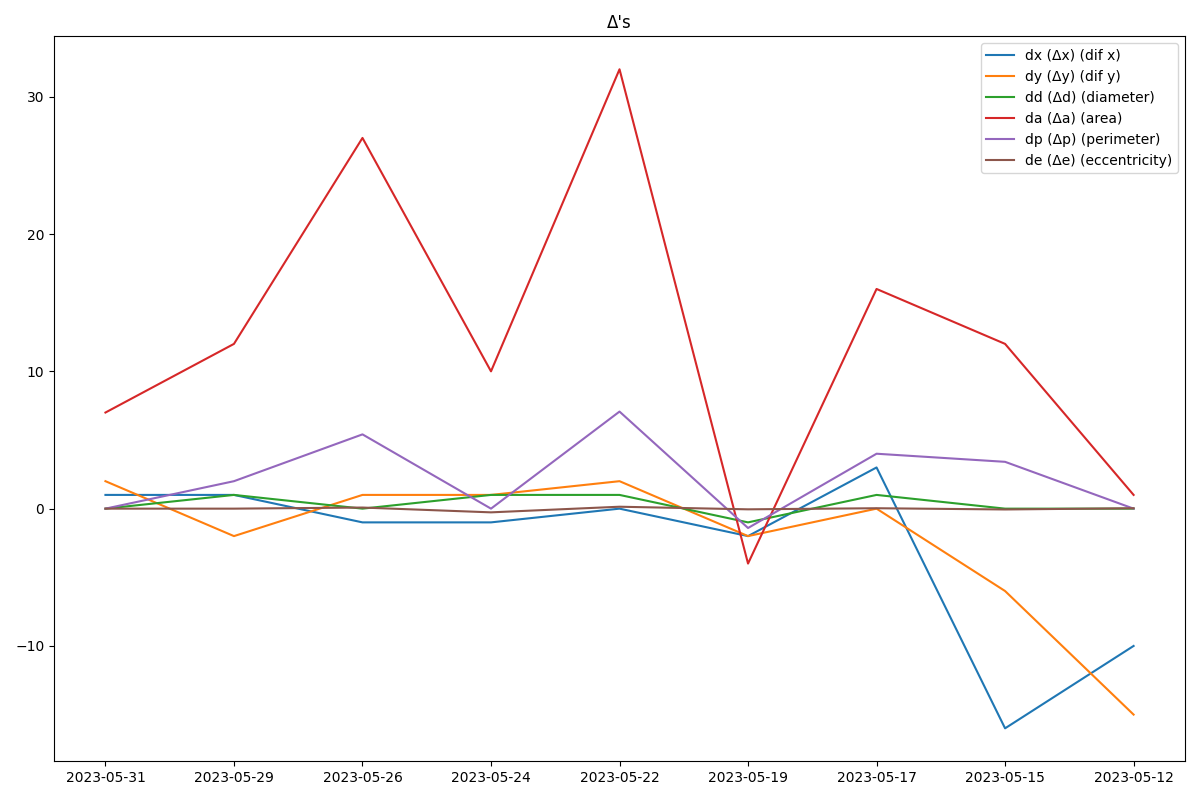 Δ's
dx (Δx) (dif x)
dy (Δy) (dif y)
dd (Δd) (diameter)
da (Δa) (area)
dp (Δp) (perimeter)
de (Δe) (eccentricity)
30
20
10
0
−10
2023-05-31 2023-05-29 2023-05-26 2023-05-24 2023-05-22 2023-05-19 2023-05-17 2023-05-15 2023-05-12